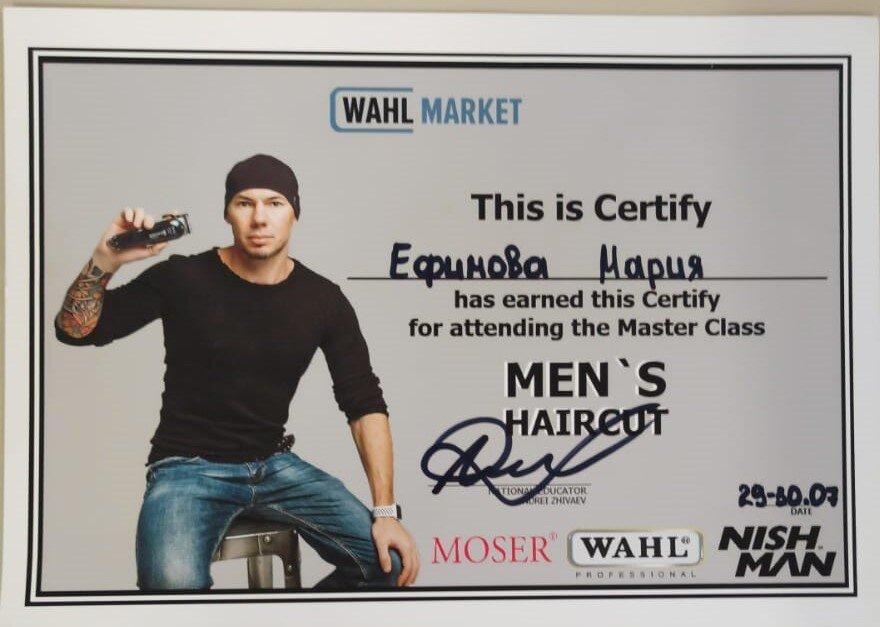 WAHL MARKET
This is Certify
Ефимова Мария
has earned this Certify
for attending the Master Class
MEN`S
HAIRCUT
NATIONAL EDUCATOR
ANDREI ZHIVAEV
29-30.07
DATE
MOSER®
WAHL®
PROFESSIONAL
NISH
MAN